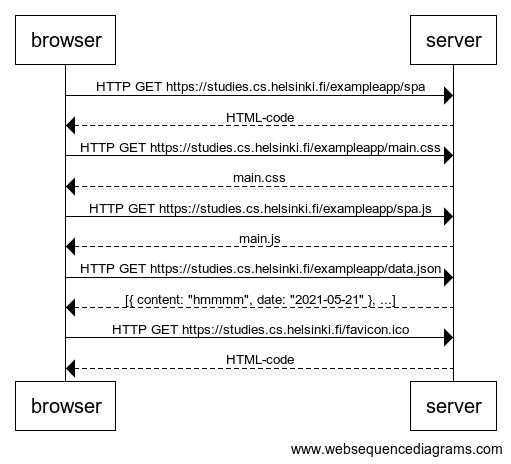 browser server
HTTP GET https://studies.cs.helsinki.fi/exampleapp/spa
HTML-code
HTTP GET https://studies.cs.helsinki.fi/exampleapp/main.css
main.css
HTTP GET https://studies.cs.helsinki.fi/exampleapp/spa.js
main.js
HTTP GET https://studies.cs.helsinki.fi/exampleapp/data.json
[{ content: "hmmmm", date: "2021-05-21" }, ...]
HTTP GET https://studies.cs.helsinki.fi/favicon.ico
HTML-code
browser server
www.websequencediagrams.com